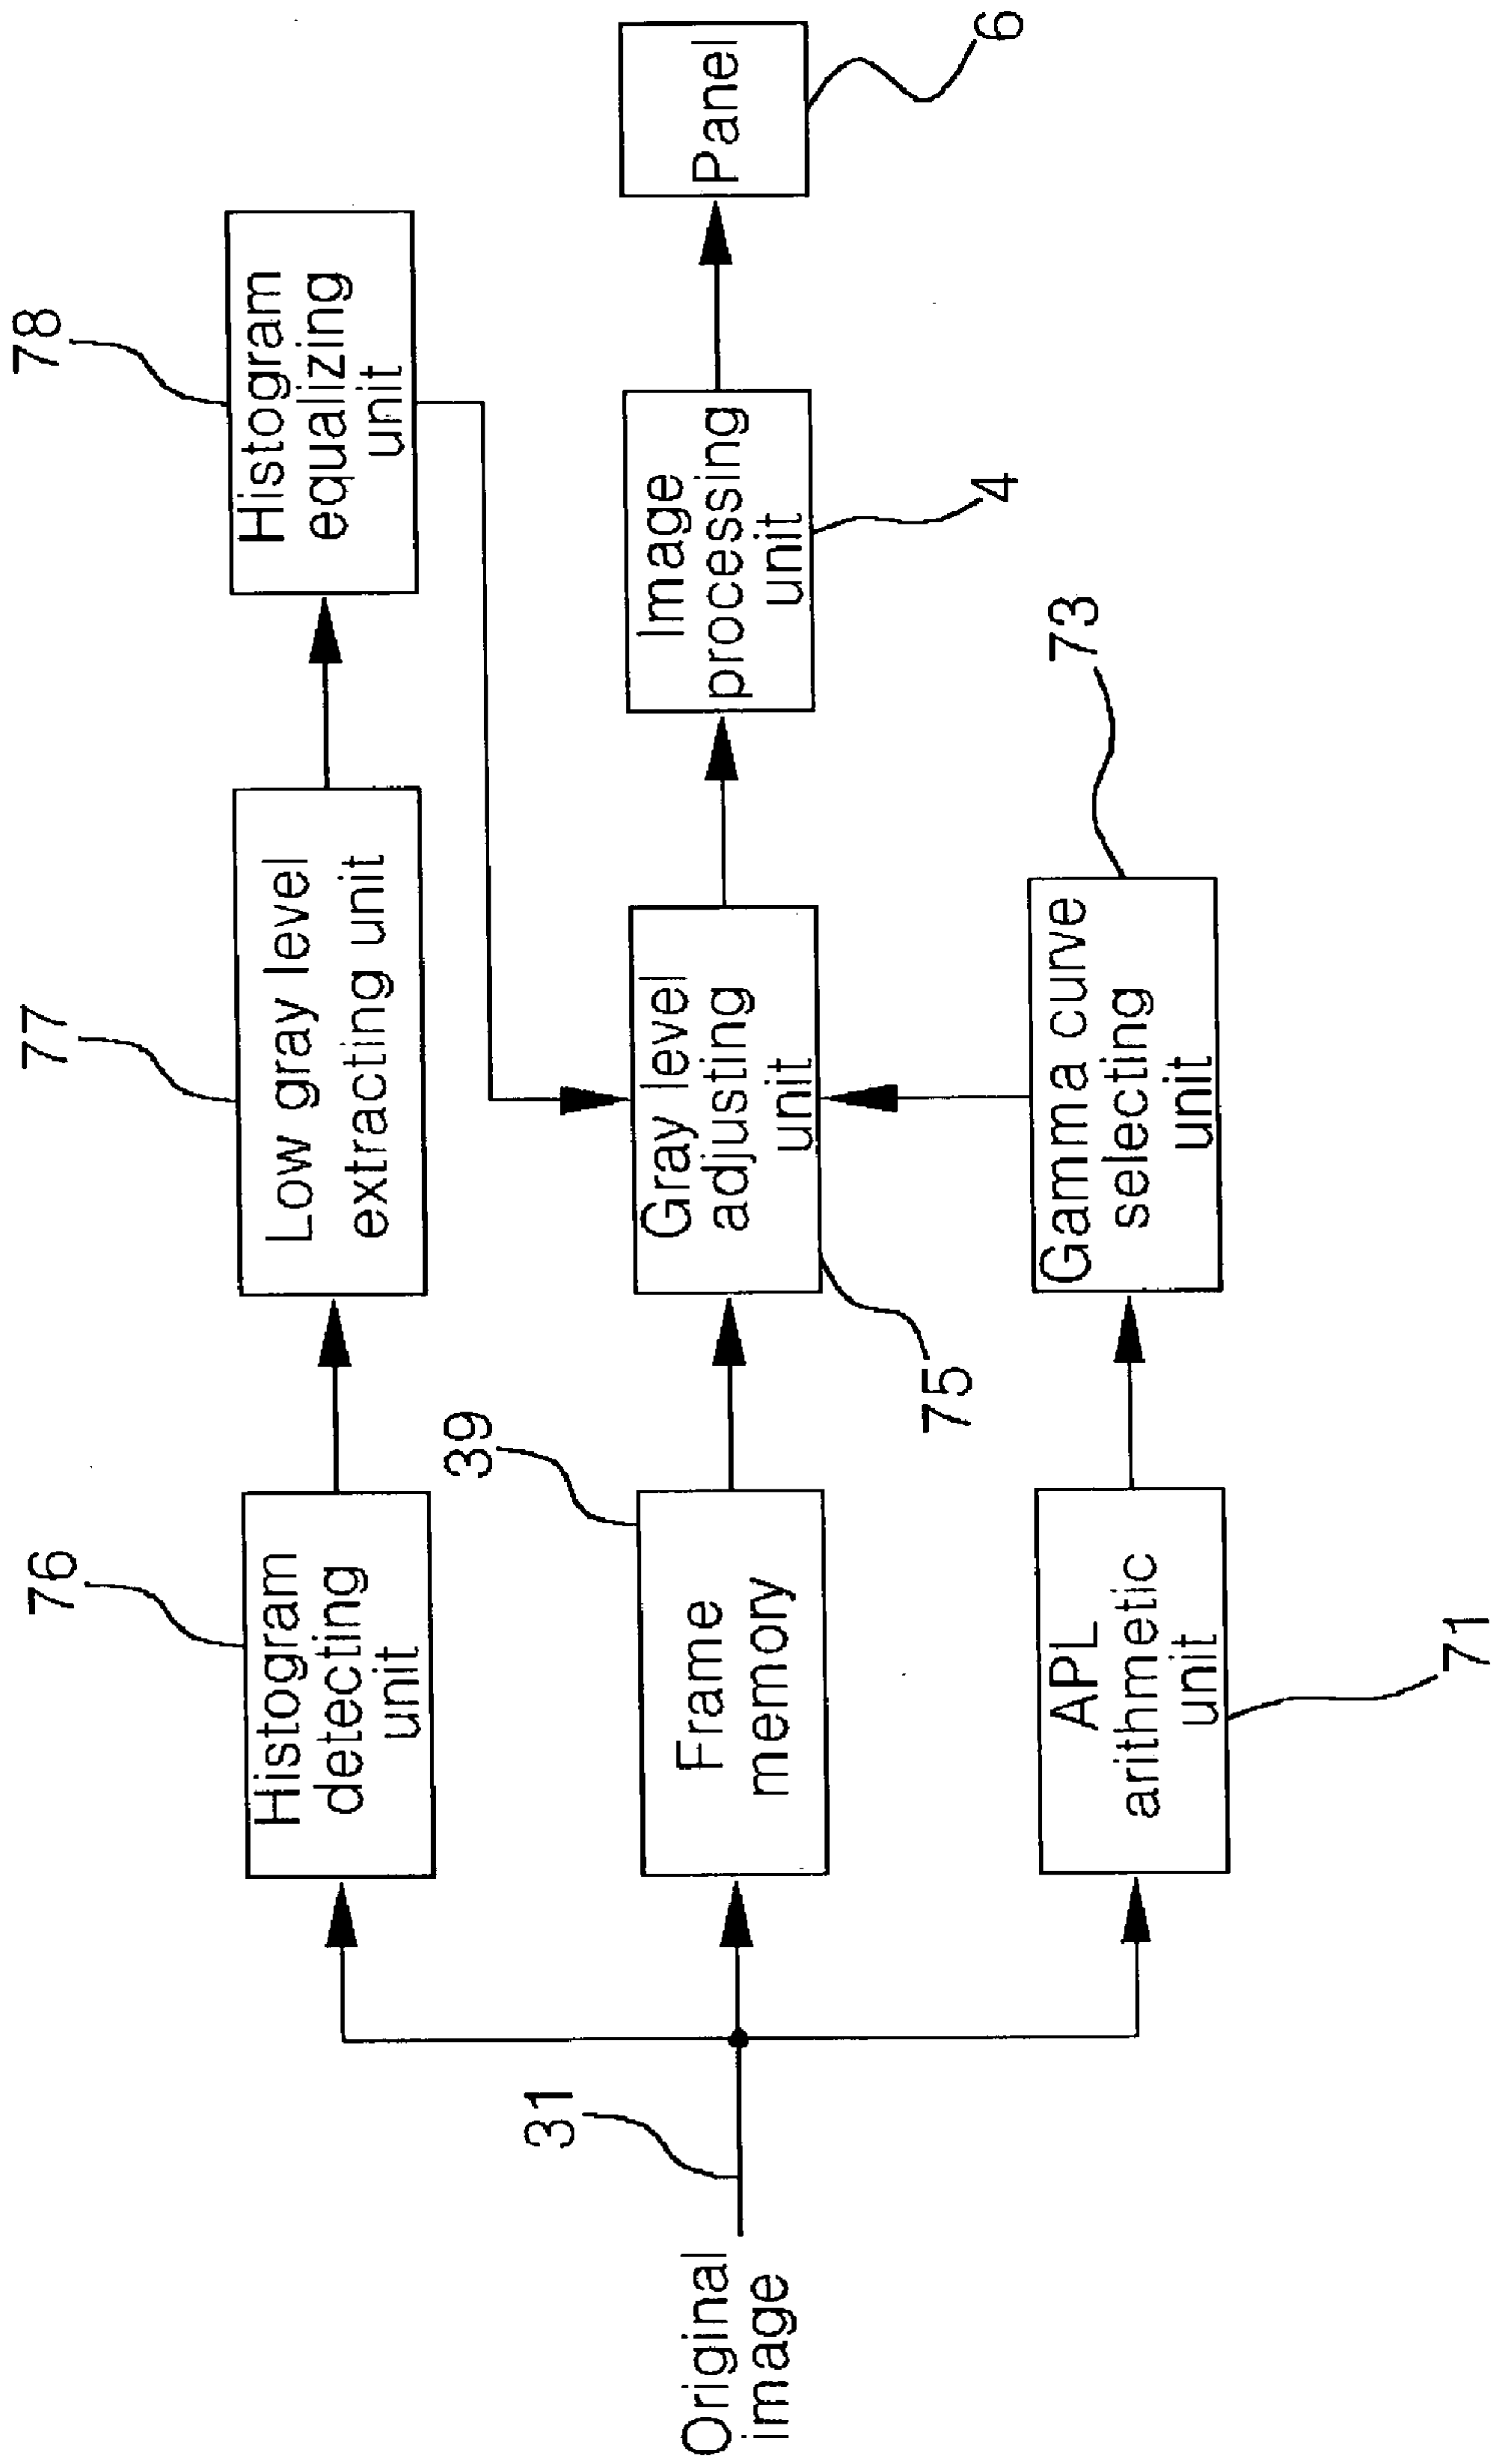 Original
image
31
76
Histogram
detecting
unit
77
Low gray level
extracting unit
78
Histogram
equalizing
unit
39
Frame
memory
Gray level
adjusting
unit
75
Image
processing
unit
4
Panel
6
APL
arithmetic
unit
71
Gamma curve
selecting
unit
73